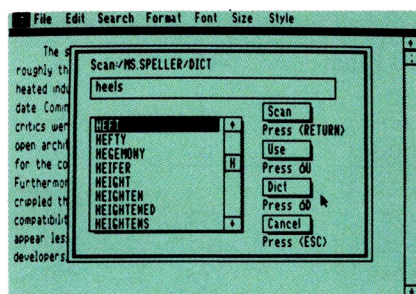 File Edit Search Format Font Size Style
The s
roughly th
heated indu
date Comm
critics wer
open archit
for the co
Furthermor
crippled th
compatibilit
appear les
developers
Scan:/MS.SPELLER/DICT
heels
HEFT
HEFTY
HEGEMONY
HEIFER
HEIGHT
HEIGHTEN
HEIGHTENED
HEIGHTENS
H
Scan
Press <RETURN>
Use
Press U
Dict
Press D
Cancel
Press <ESC>